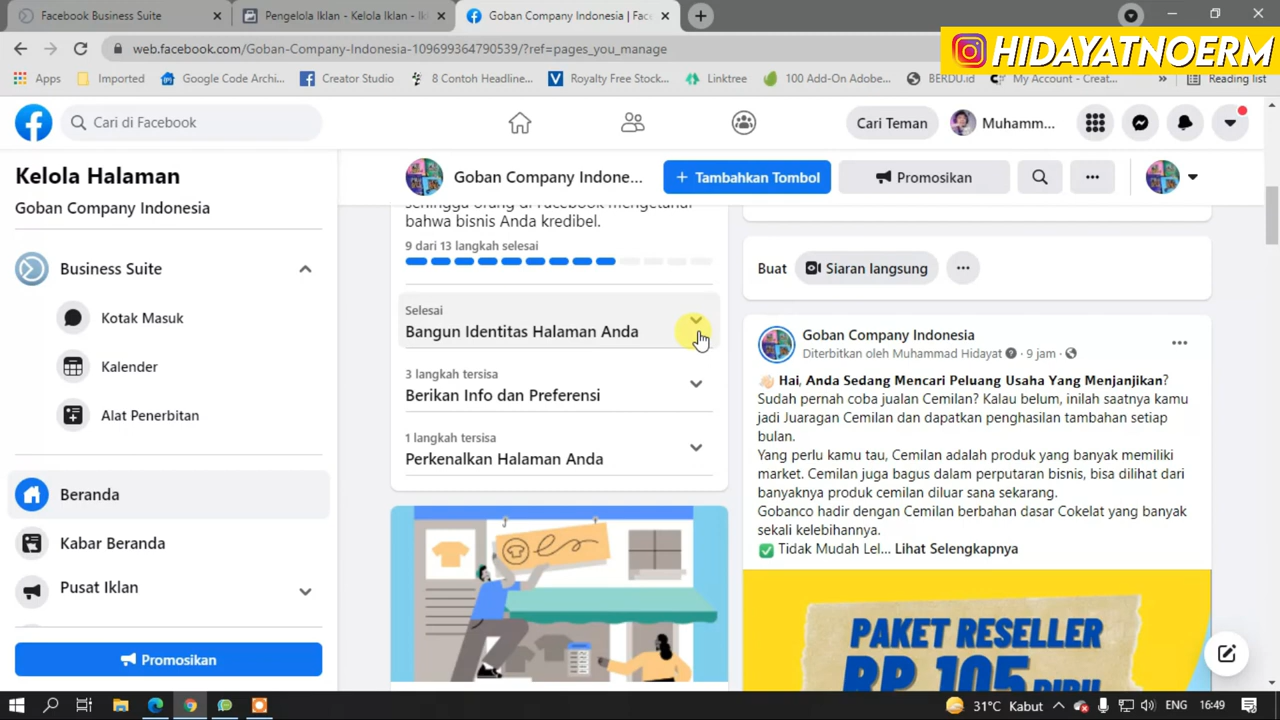 Facebook Business Suite
Pengelola Iklan - Kelola Iklan - Ik
Goban Company Indonesia | Fac
web.facebook.com/Goban-Company-Indonesia-109699364790539/?ref=pages_you_manage
HIDAYATNOERM
Apps
Imported
Google Code Archi...
Creator Studio
8 Contoh Headline...
Royalty Free Stock...
Linktree
100 Add-On Adobe...
BERDU.id
My Account - Creat...
»
Reading list
Cari di Facebook
Cari Teman
Muhamm...
Kelola Halaman
Goban Company Indonesia
Business Suite
Kotak Masuk
Kalender
Alat Penerbitan
Beranda
Kabar Beranda
Pusat Iklan
Promosikan
Goban Company Indone...
+ Tambahkan Tombol
Promosikan
sehingga orang di Facebook mengetahui
bahwa bisnis Anda kredibel.
9 dari 13 langkah selesai
Selesai
Bangun Identitas Halaman Anda
3 langkah tersisa
Berikan Info dan Preferensi
1 langkah tersisa
Perkenalkan Halaman Anda
Buat
Siaran langsung
Goban Company Indonesia
Diterbitkan oleh Muhammad Hidayat · 9 jam ·
👋🏻 Hai, Anda Sedang Mencari Peluang Usaha Yang Menjanjikan?
Sudah pernah coba jualan Cemilan? Kalau belum, inilah saatnya kamu
jadi Juaragan Cemilan dan dapatkan penghasilan tambahan setiap
bulan.
Yang perlu kamu tau, Cemilan adalah produk yang banyak memiliki
market. Cemilan juga bagus dalam perputaran bisnis, bisa dilihat dari
banyaknya produk cemilan diluar sana sekarang.
Gobanco hadir dengan Cemilan berbahan dasar Cokelat yang banyak
sekali kelebihannya.
✅ Tidak Mudah Lel... Lihat Selengkapnya
PAKET RESELLER
RP 105 RIBU
31°C Kabut
ENG
16:49